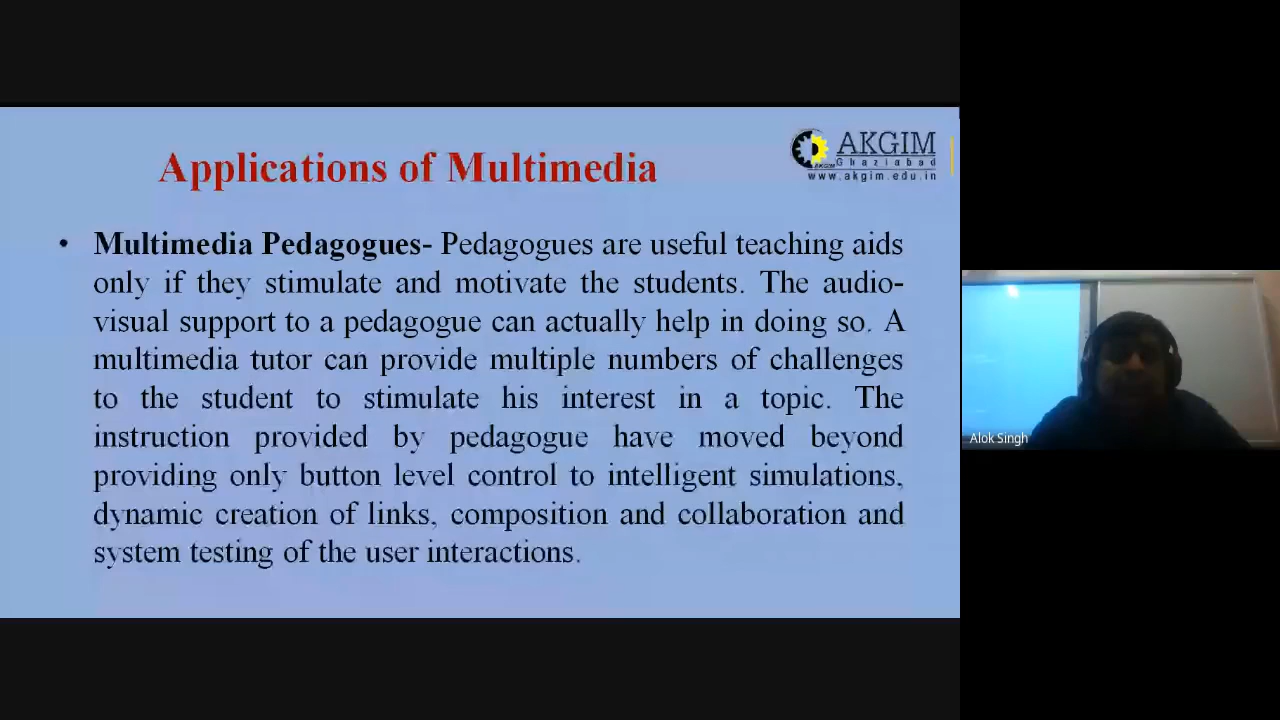 Applications of Multimedia
AKGIM
Ghaziabad
AKGIM
www.akgim.edu.in
• Multimedia Pedagogues- Pedagogues are useful teaching aids
only if they stimulate and motivate the students. The audio-
visual support to a pedagogue can actually help in doing so. A
multimedia tutor can provide multiple numbers of challenges
to the student to stimulate his interest in a topic. The
instruction provided by pedagogue have moved beyond
providing only button level control to intelligent simulations,
dynamic creation of links, composition and collaboration and
system testing of the user interactions.
Alok Singh